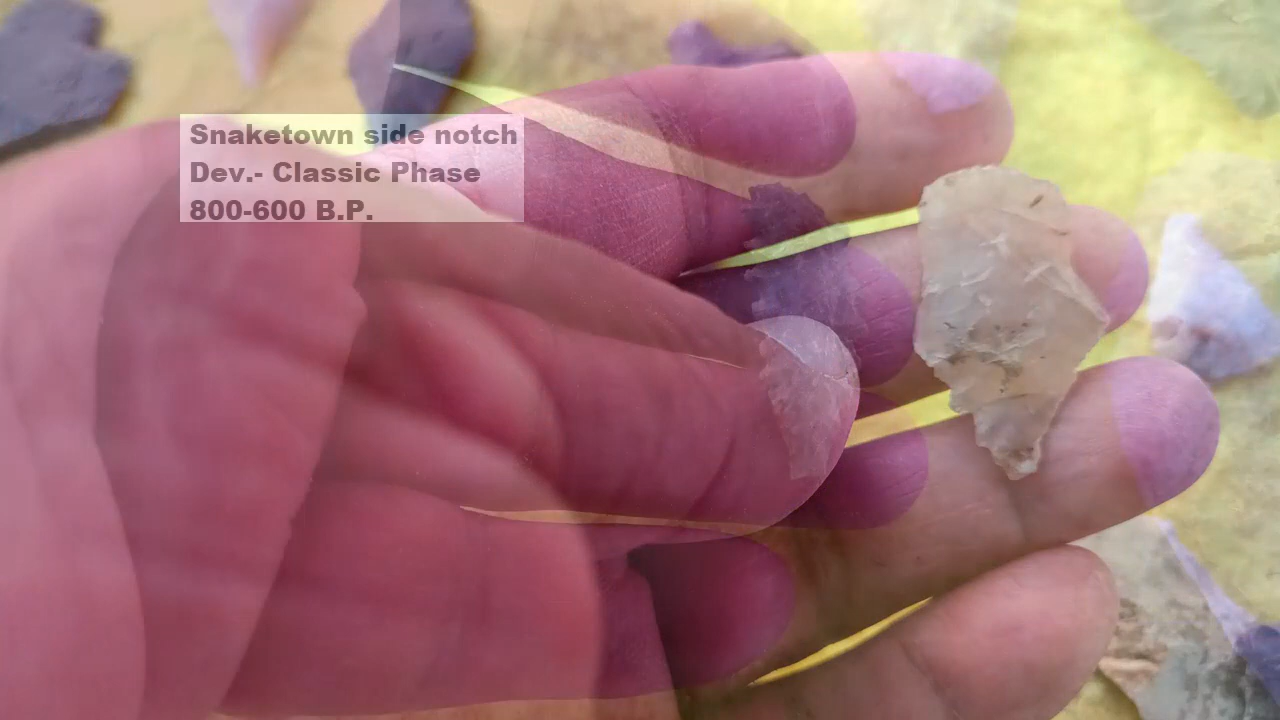 Snaketown side notch
Dev.- Classic Phase
800-600 B.P.